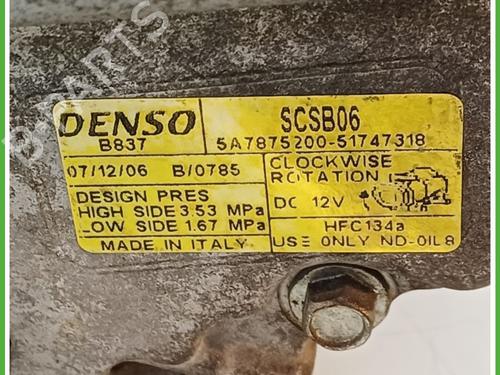 DENSO
B837
SCSB06
5A7875200-51747318
07/12/06 B/0785
CLOCKWISE
ROTATION
DESIGN PRES
HIGH SIDE 3.53 MPa
LOW SIDE 1.67 MPa
DC 12V
HFC134a
MADE IN ITALY
USE ONLY ND-OIL8